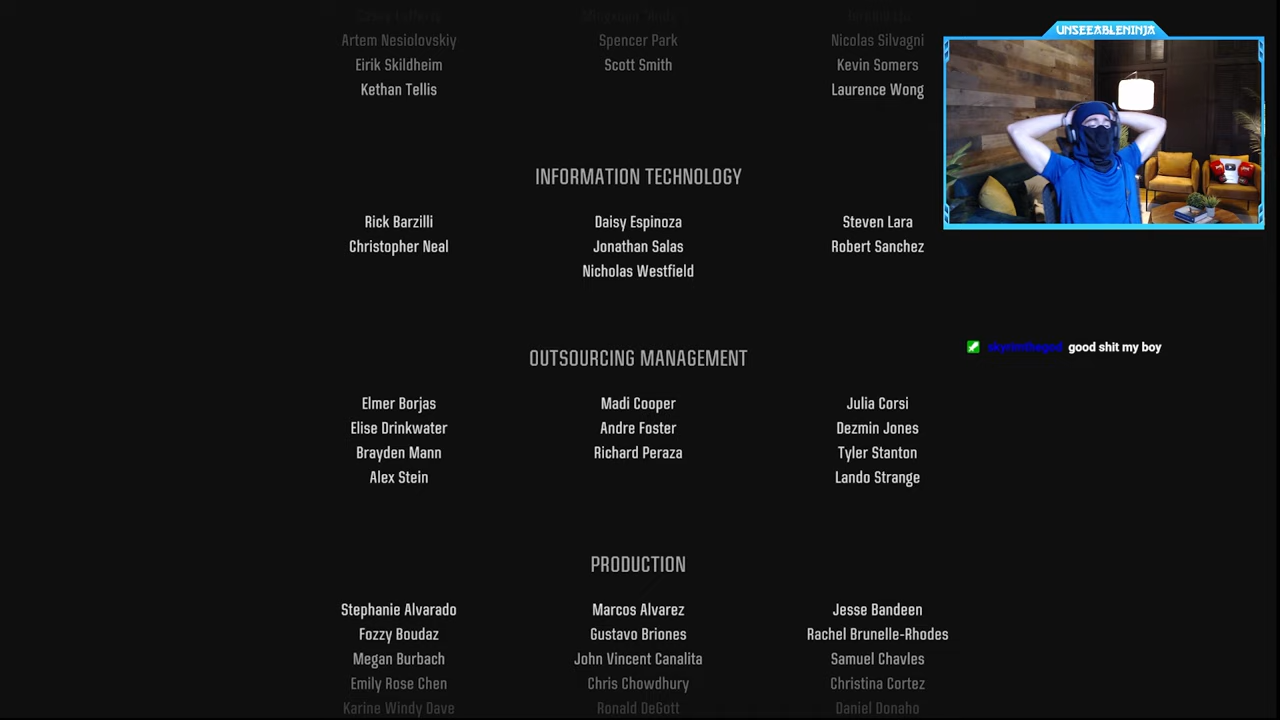 UNSEEABLENINJA
Artem Nesiolovskiy Spencer Park Nicolas Silvagni
Eirik Skildheim Scott Smith Kevin Somers
Kethan Tellis Laurence Wong
INFORMATION TECHNOLOGY
Rick Barzilli Daisy Espinoza Steven Lara
Christopher Neal Jonathan Salas Robert Sanchez
Nicholas Westfield
skyrimthegod good shit my boy
OUTSOURCING MANAGEMENT
Elmer Borjas Madi Cooper Julia Corsi
Elise Drinkwater Andre Foster Dezmin Jones
Brayden Mann Richard Peraza Tyler Stanton
Alex Stein Lando Strange
PRODUCTION
Stephanie Alvarado Marcos Alvarez Jesse Bandeen
Fozzy Boudaz Gustavo Briones Rachel Brunelle-Rhodes
Megan Burbach John Vincent Canalita Samuel Chavles
Emily Rose Chen Chris Chowdhury Christina Cortez
Karine Windy Dave Ronald DeGott Daniel Donaho